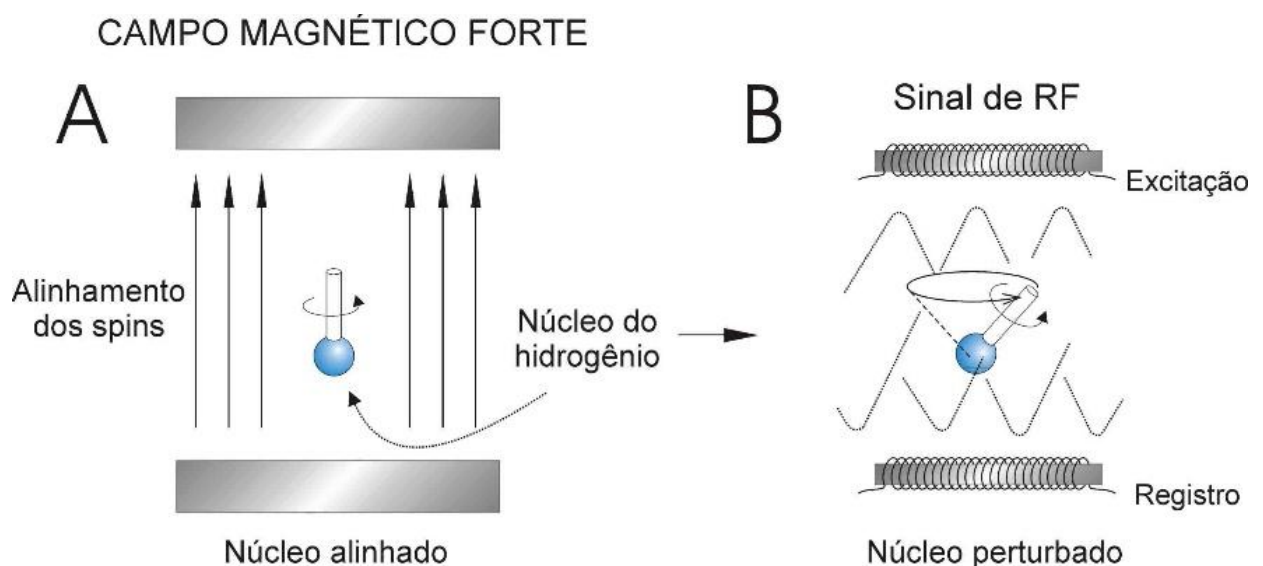 CAMPO MAGNÉTICO FORTE
A
Alinhamento
dos spins
Núcleo do
hidrogênio
Núcleo alinhado
B
Sinal de RF
Excitação
Registro
Núcleo perturbado